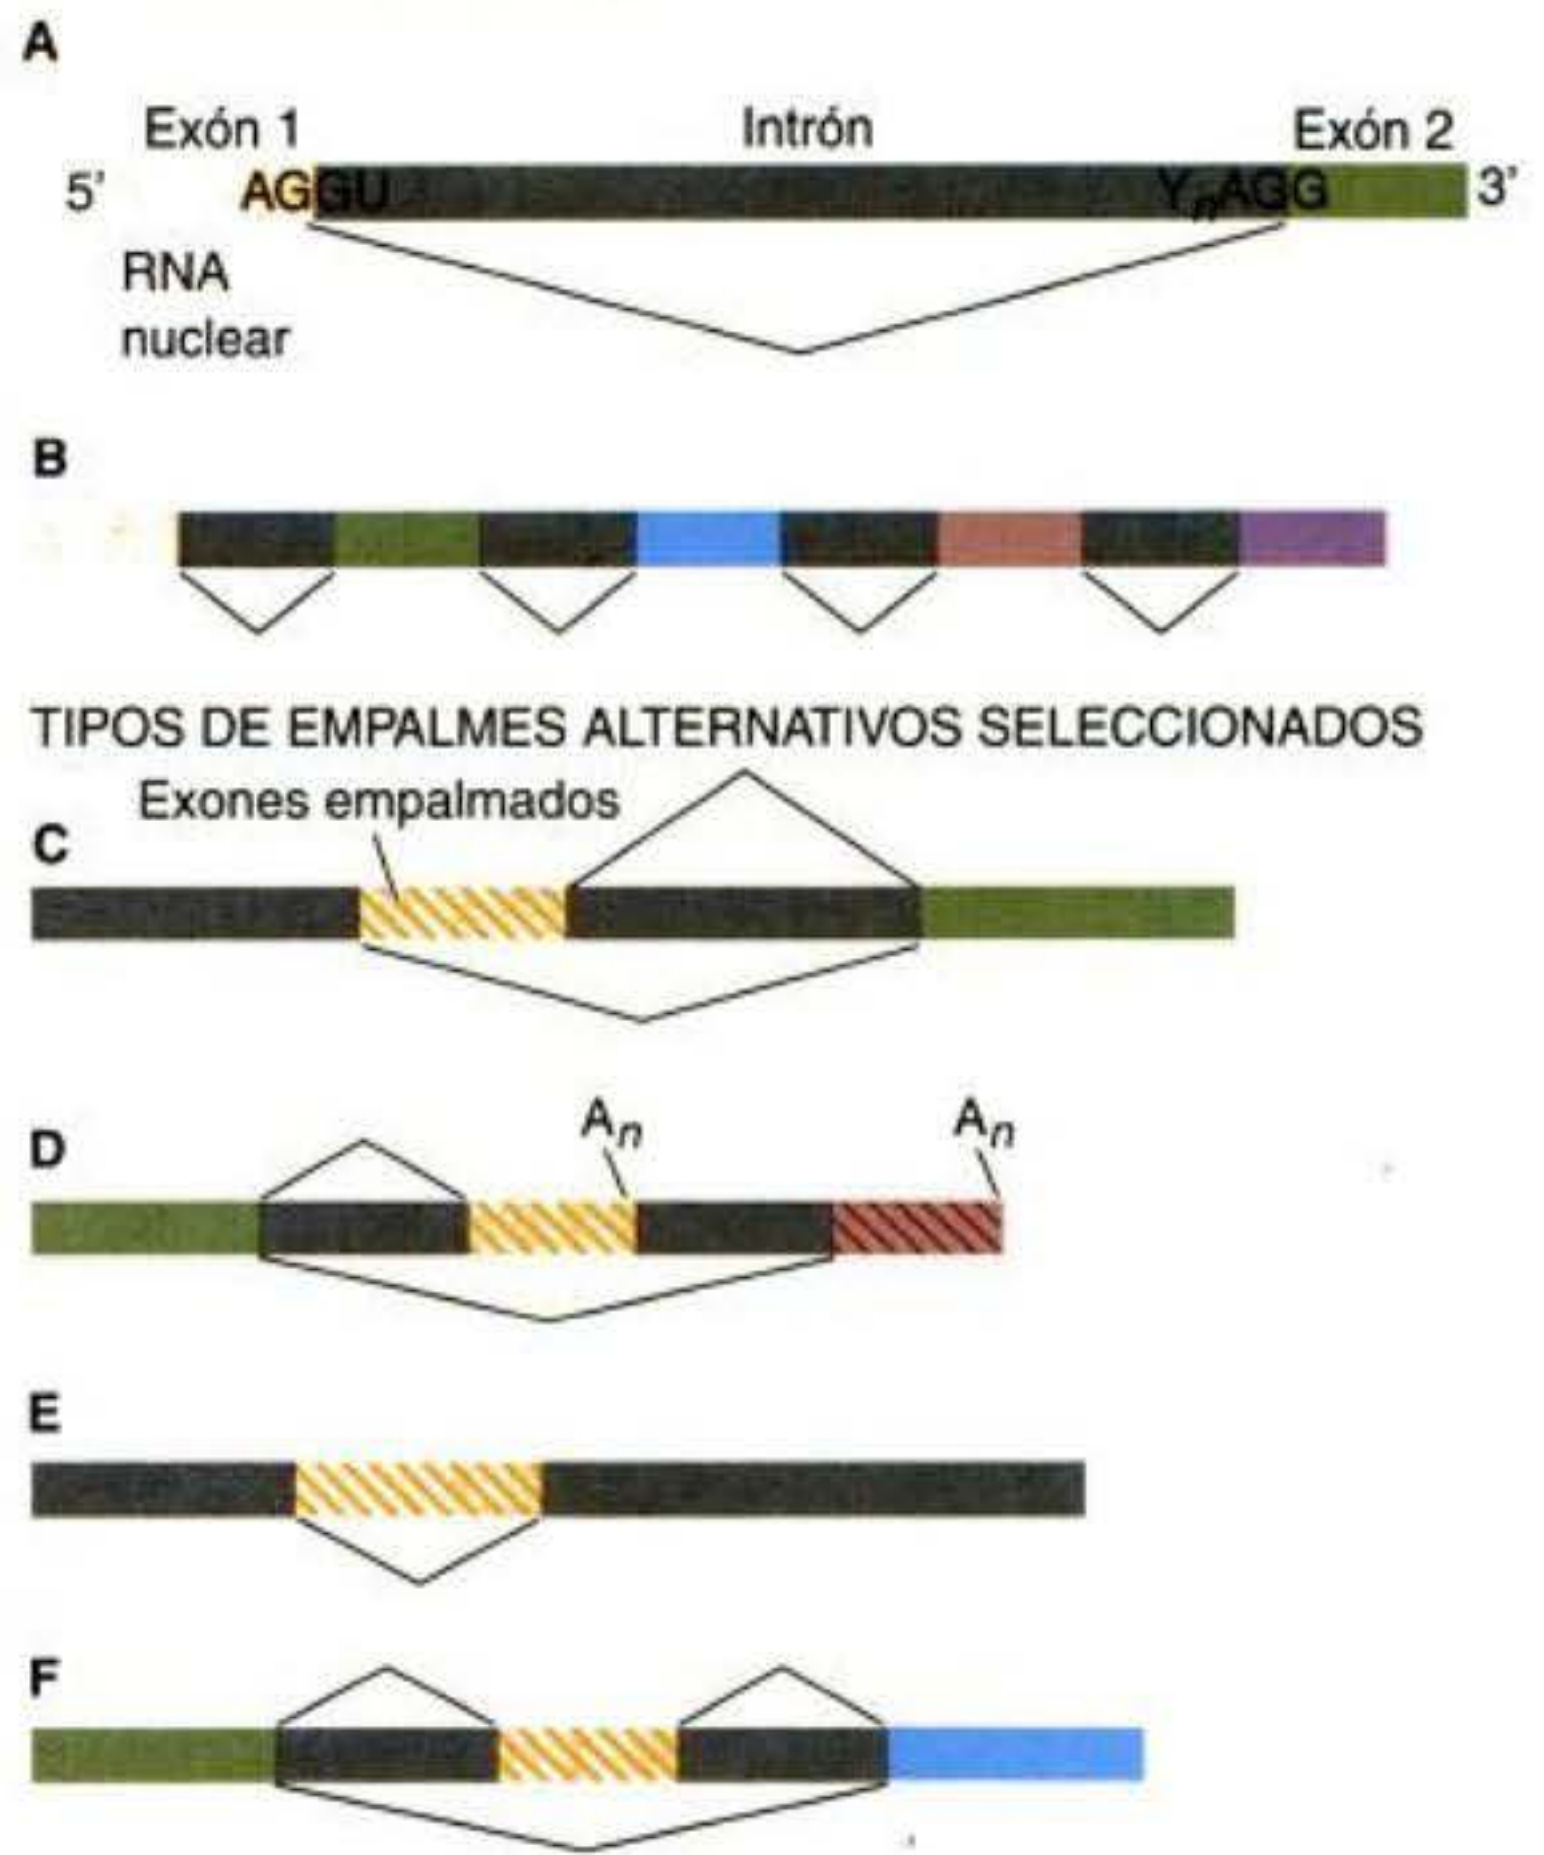 A
Exón 1 Intrón Exón 2
5' AGGU YnAGG 3'
RNA
nuclear
B
TIPOS DE EMPALMES ALTERNATIVOS SELECCIONADOS
Exones empalmados
C
An An
D
E
F